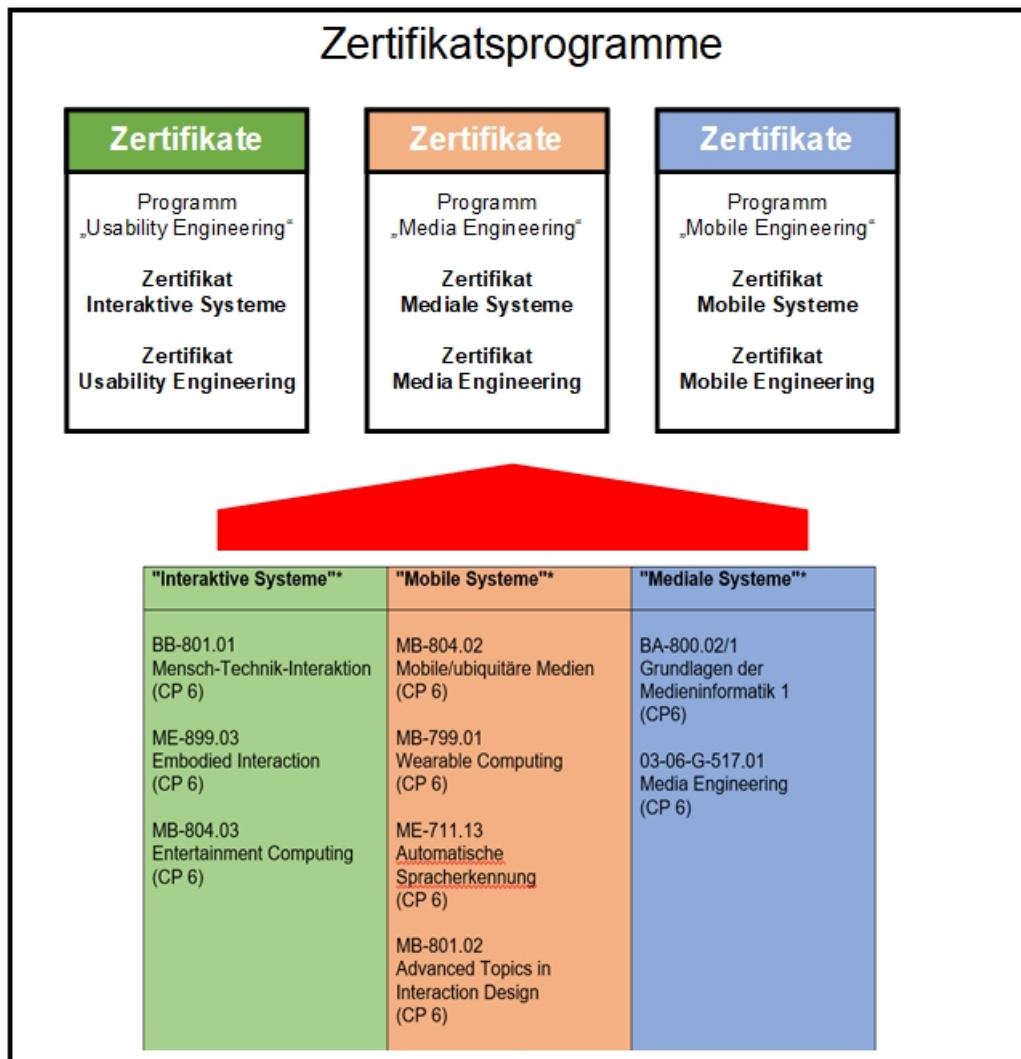 Zertifikatsprogramme
Zertifikate
Programm
„Usability Engineering“
Zertifikat
Interaktive Systeme
Zertifikat
Usability Engineering
Zertifikate
Programm
„Media Engineering“
Zertifikat
Mediale Systeme
Zertifikat
Media Engineering
Zertifikate
Programm
„Mobile Engineering“
Zertifikat
Mobile Systeme
Zertifikat
Mobile Engineering
"Interaktive Systeme"*
BB-801.01
Mensch-Technik-Interaktion
(CP 6)
ME-899.03
Embodied Interaction
(CP 6)
MB-804.03
Entertainment Computing
(CP 6)
"Mobile Systeme"*
MB-804.02
Mobile/ubiquitäre Medien
(CP 6)
MB-799.01
Wearable Computing
(CP 6)
ME-711.13
Automatische
Spracherkennung
(CP 6)
MB-801.02
Advanced Topics in
Interaction Design
(CP 6)
"Mediale Systeme"*
BA-800.02/1
Grundlagen der
Medieninformatik 1
(CP6)
03-06-G-517.01
Media Engineering
(CP 6)